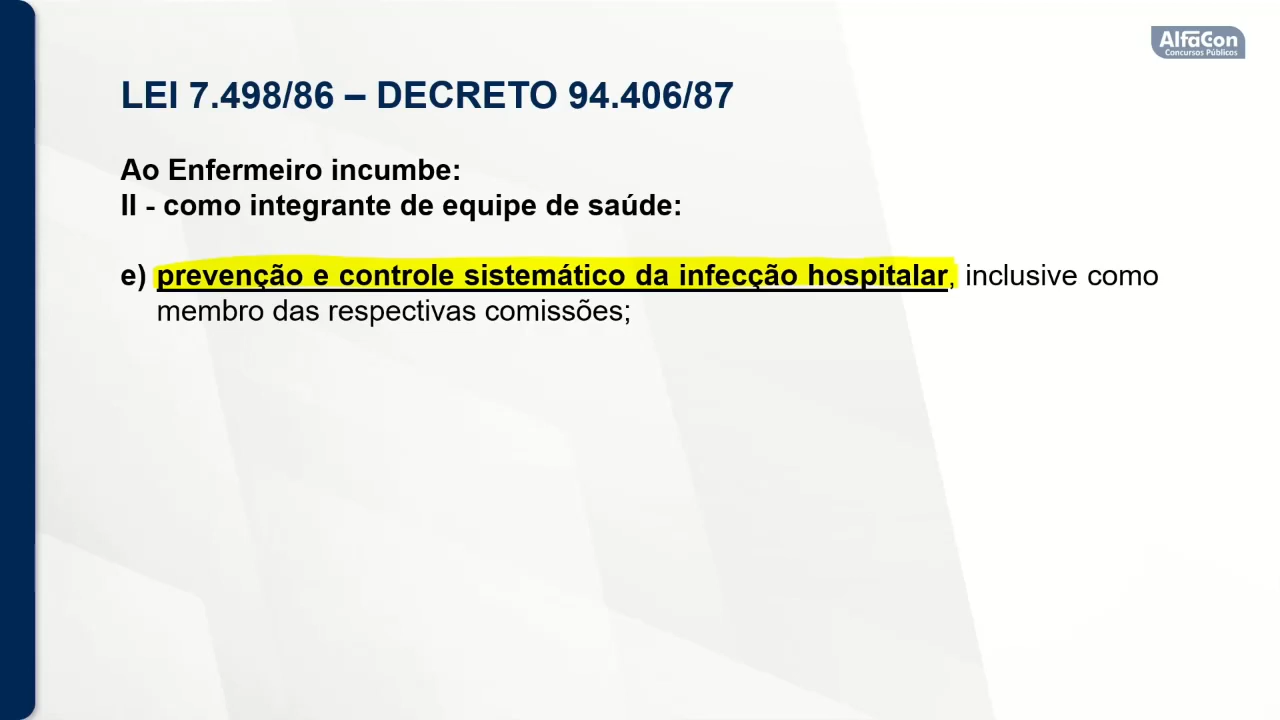 AlfaCon
Concursos Públicos
LEI 7.498/86 – DECRETO 94.406/87
Ao Enfermeiro incumbe:
II - como integrante de equipe de saúde:
e) prevenção e controle sistemático da infecção hospitalar, inclusive como
membro das respectivas comissões;